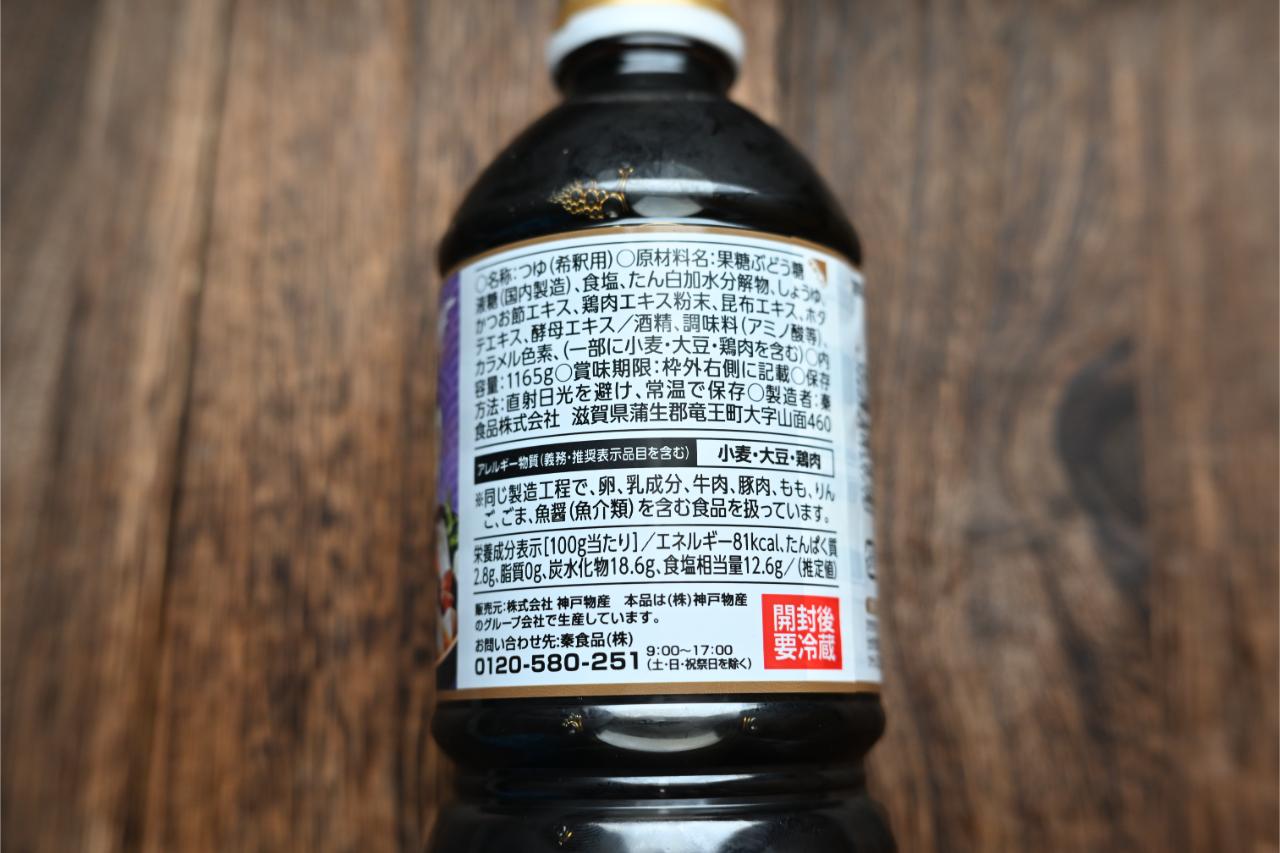 ○名称:つゆ(希釈用)○原材料名:果糖ぶどう糖
液糖(国内製造)、食塩、たん白加水分解物、しょうゆ、
かつお節エキス、鶏肉エキス粉末、昆布エキス、ホタ
テエキス、酵母エキス/酒精、調味料(アミノ酸等)、
カラメル色素、(一部に小麦・大豆・鶏肉を含む)○内
容量:1165g○賞味期限:枠外右側に記載○保存
方法:直射日光を避け、常温で保存○製造者:秦
食品株式会社 滋賀県蒲生郡竜王町大字山面460
アレルギー物質(義務・推奨表示品目を含む) 小麦・大豆・鶏肉
※同じ製造工程で、卵、乳成分、牛肉、豚肉、もも、りん
ご、ごま、魚醤(魚介類)を含む食品を扱っています。
栄養成分表示[100g当たり]/エネルギー81kcal、たんぱく質
2.8g、脂質0g、炭水化物18.6g、食塩相当量12.6g/(推定値)
販売元:株式会社 神戸物産 本品は(株)神戸物産
のグループ会社で生産しています。
お問い合わせ先:秦食品(株)
0120-580-251 9:00~17:00
(土・日・祝祭日を除く)
開封後
要冷蔵